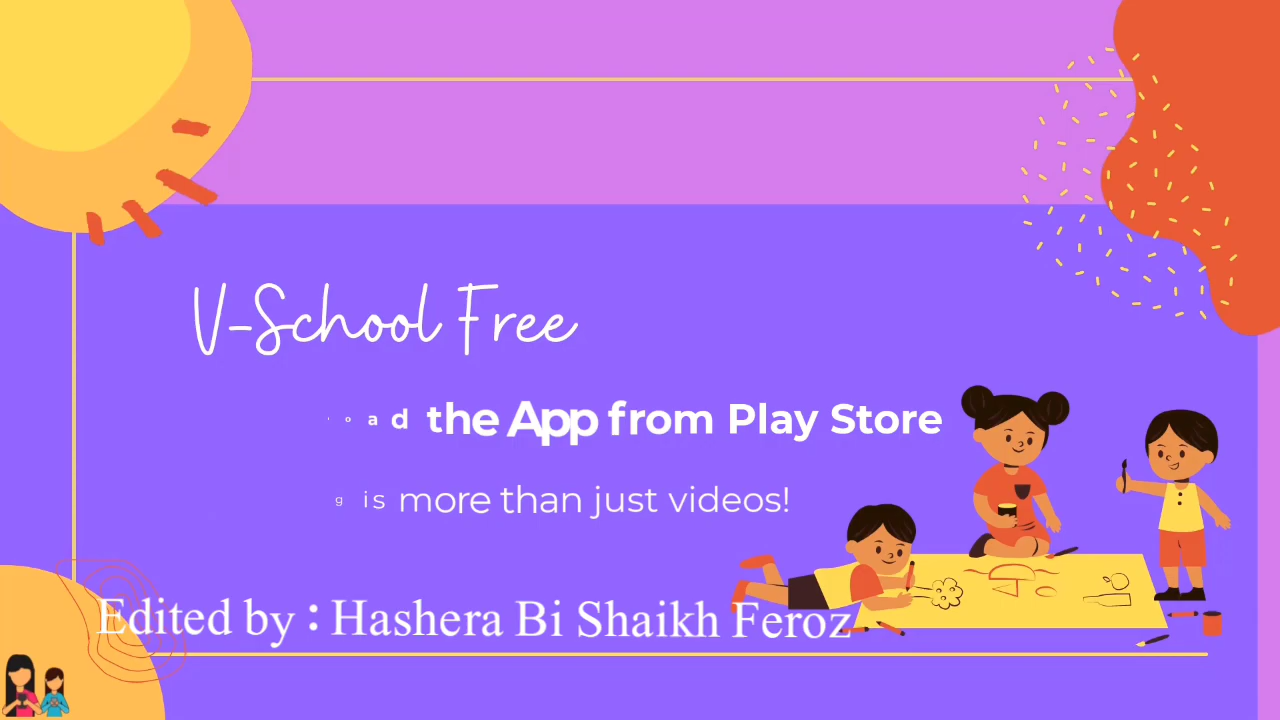 V-School Free
o a d the App from Play Store
g is more than just videos!
Edited by : Hashera Bi Shaikh Feroz